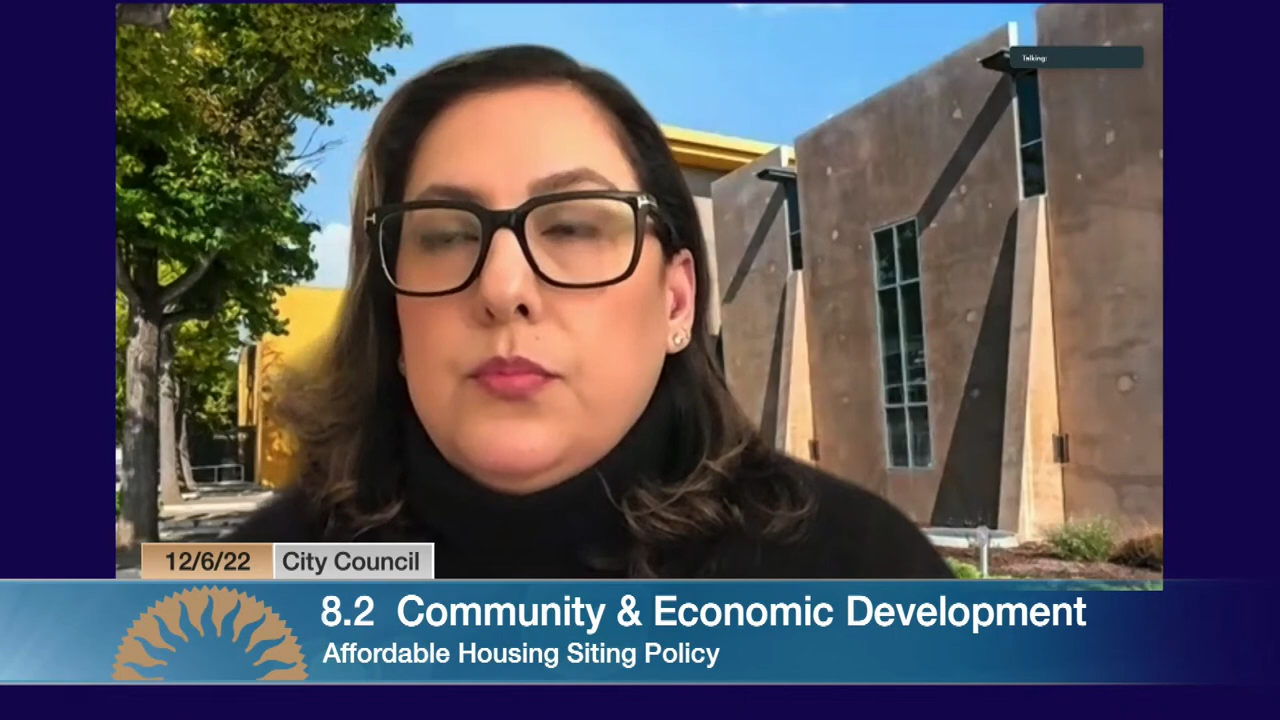 Talking:
12/6/22 City Council
8.2 Community & Economic Development
Affordable Housing Siting Policy